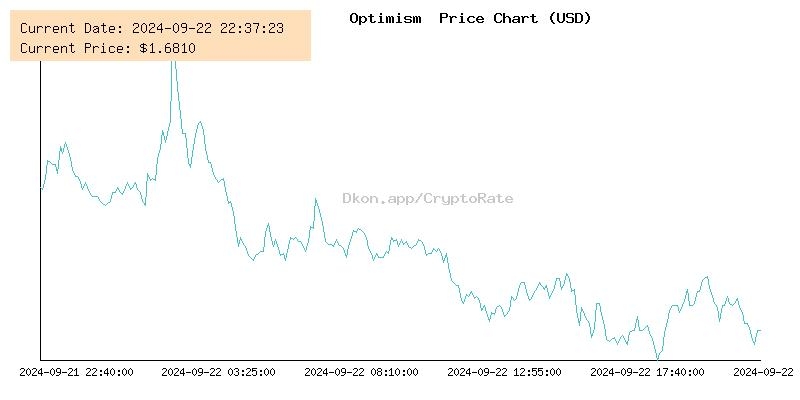 Optimism  Price Chart (USD)
Current Date: 2024-09-22 22:37:23
Current Price: $1.6810
Dkon.app/CryptoRate
2024-09-21 22:40:00 2024-09-22 03:25:00 2024-09-22 08:10:00 2024-09-22 12:55:00 2024-09-22 17:40:00 2024-09-22